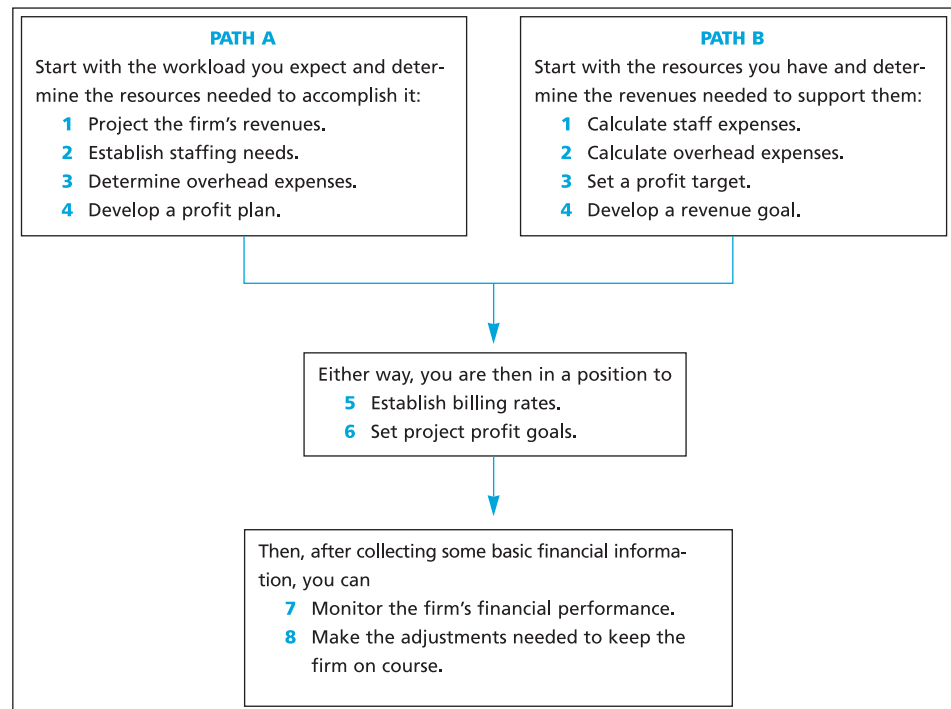 PATH A
Start with the workload you expect and deter-
mine the resources needed to accomplish it:
1 Project the firm's revenues.
2 Establish staffing needs.
3 Determine overhead expenses.
4 Develop a profit plan.
PATH B
Start with the resources you have and deter-
mine the revenues needed to support them:
1 Calculate staff expenses.
2 Calculate overhead expenses.
3 Set a profit target.
4 Develop a revenue goal.
Either way, you are then in a position to
5 Establish billing rates.
6 Set project profit goals.
Then, after collecting some basic financial informa-
tion, you can
7 Monitor the firm's financial performance.
8 Make the adjustments needed to keep the
firm on course.